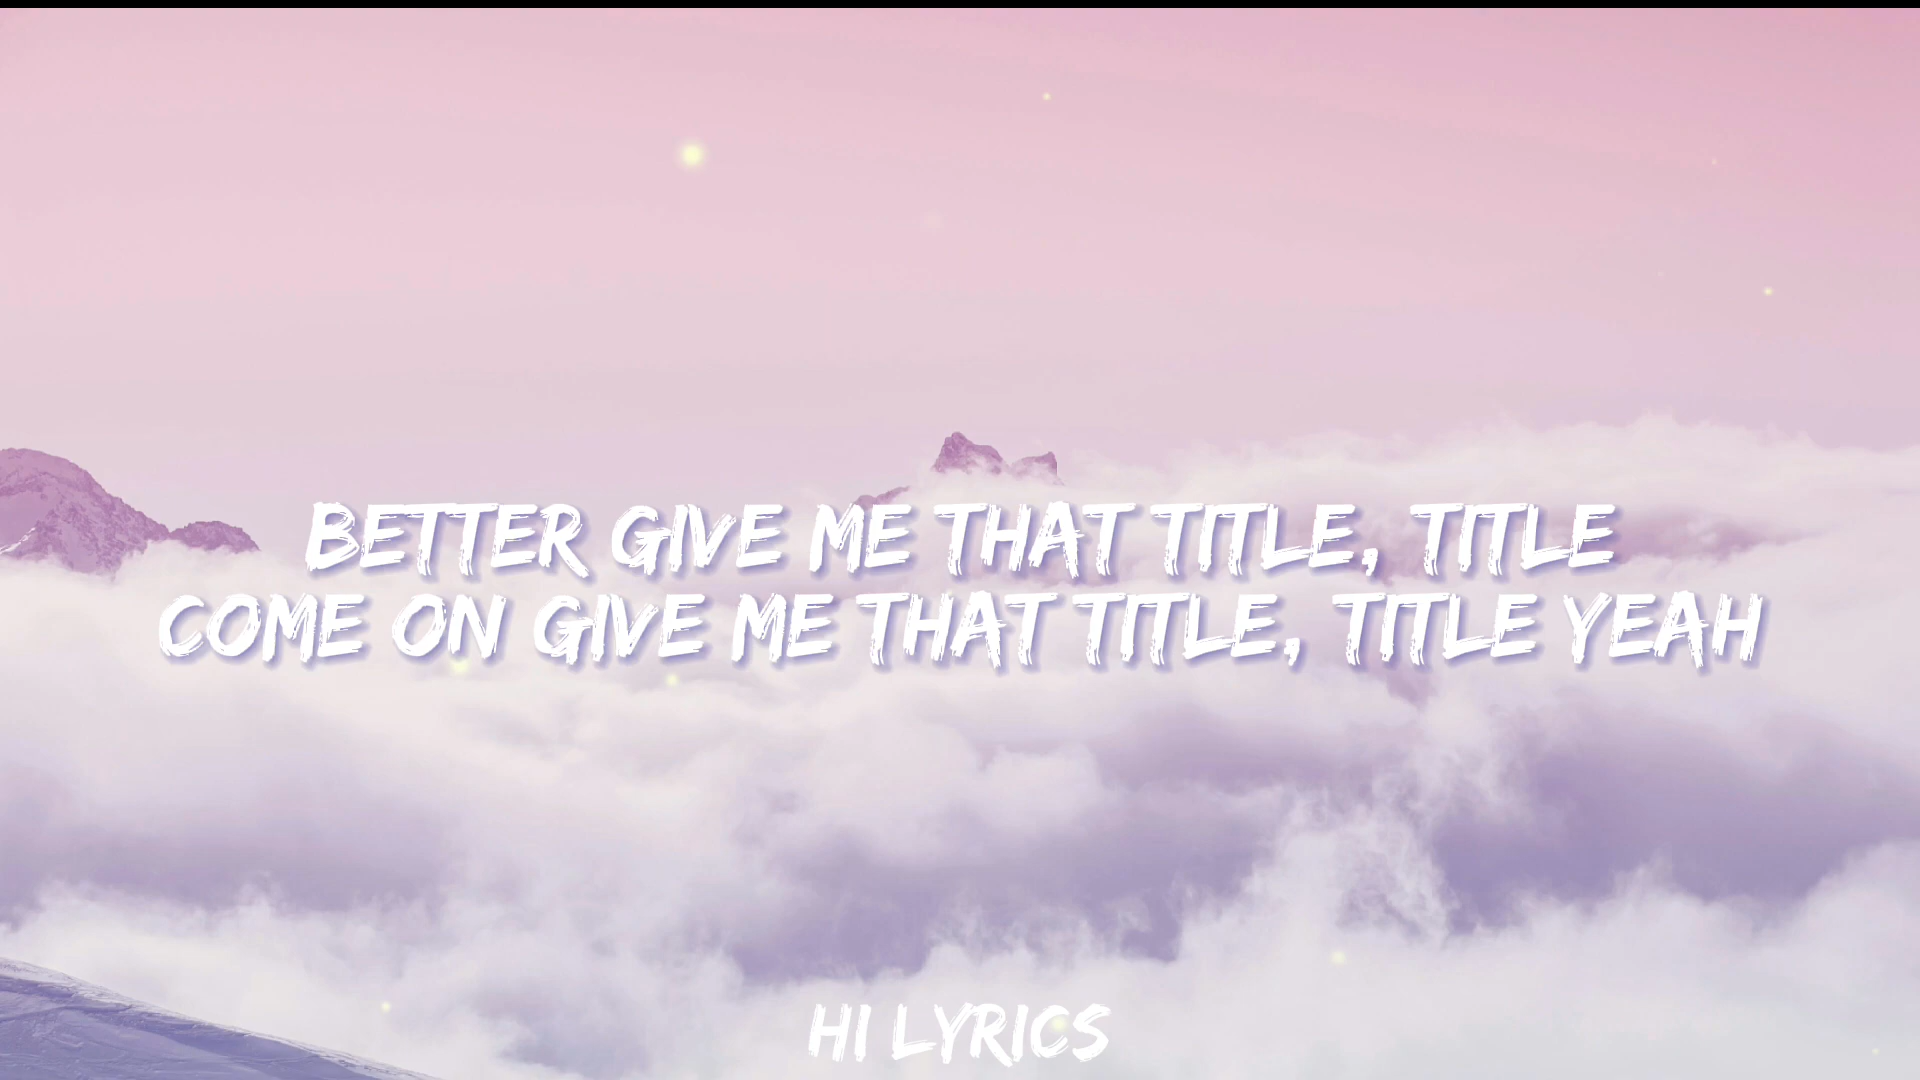 BETTER GIVE ME THAT TITLE, TITLE
COME ON GIVE ME THAT TITLE, TITLE YEAH
HI LYRICS